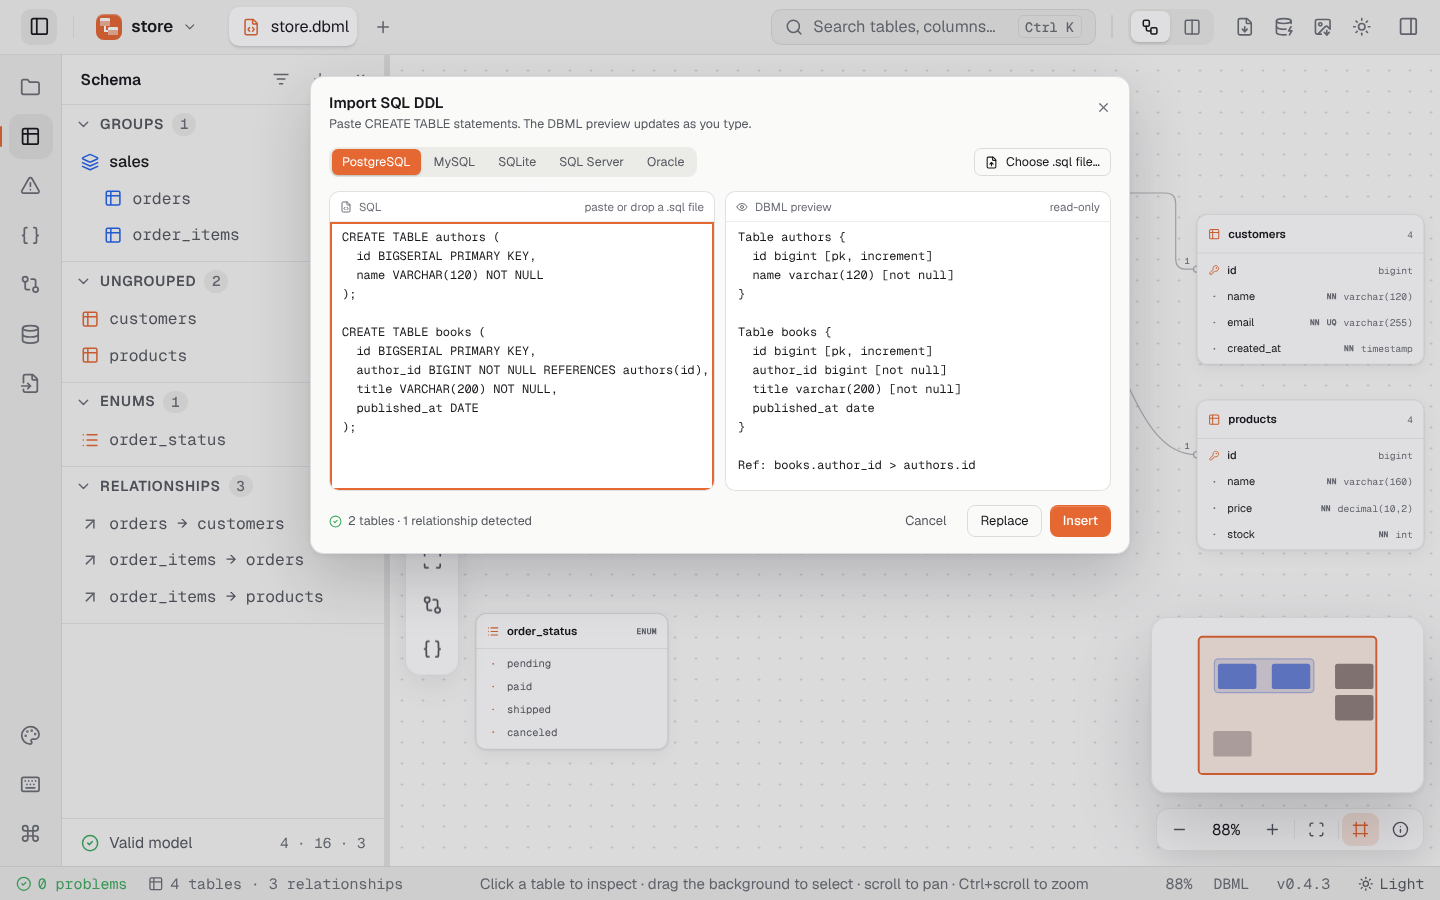 store
store.dbml
Search tables, columns...
Ctrl K
Schema
GROUPS 1
sales
orders
order_items
UNGROUPED 2
customers
products
ENUMS 1
order_status
RELATIONSHIPS 3
orders → customers
order_items → orders
order_items → products
Valid model
4 · 16 · 3
Import SQL DDL
Paste CREATE TABLE statements. The DBML preview updates as you type.
PostgreSQL MySQL SQLite SQL Server Oracle
Choose .sql file...
SQL
paste or drop a .sql file
CREATE TABLE authors (
id BIGSERIAL PRIMARY KEY,
name VARCHAR(120) NOT NULL
);
CREATE TABLE books (
id BIGSERIAL PRIMARY KEY,
author_id BIGINT NOT NULL REFERENCES authors(id),
title VARCHAR(200) NOT NULL,
published_at DATE
);
DBML preview
read-only
Table authors {
id bigint [pk, increment]
name varchar(120) [not null]
}
Table books {
id bigint [pk, increment]
author_id bigint [not null]
title varchar(200) [not null]
published_at date
}
Ref: books.author_id > authors.id
2 tables · 1 relationship detected
Cancel
Replace
Insert
1
customers 4
id bigint
name NN varchar(120)
email NN UQ varchar(255)
created_at NN timestamp
1
products 4
id bigint
name NN varchar(160)
price NN decimal(10,2)
stock NN int
order_status ENUM
pending
paid
shipped
canceled
88%
0 problems
4 tables · 3 relationships
Click a table to inspect · drag the background to select · scroll to pan · Ctrl+scroll to zoom
88%
DBML
v0.4.3
Light